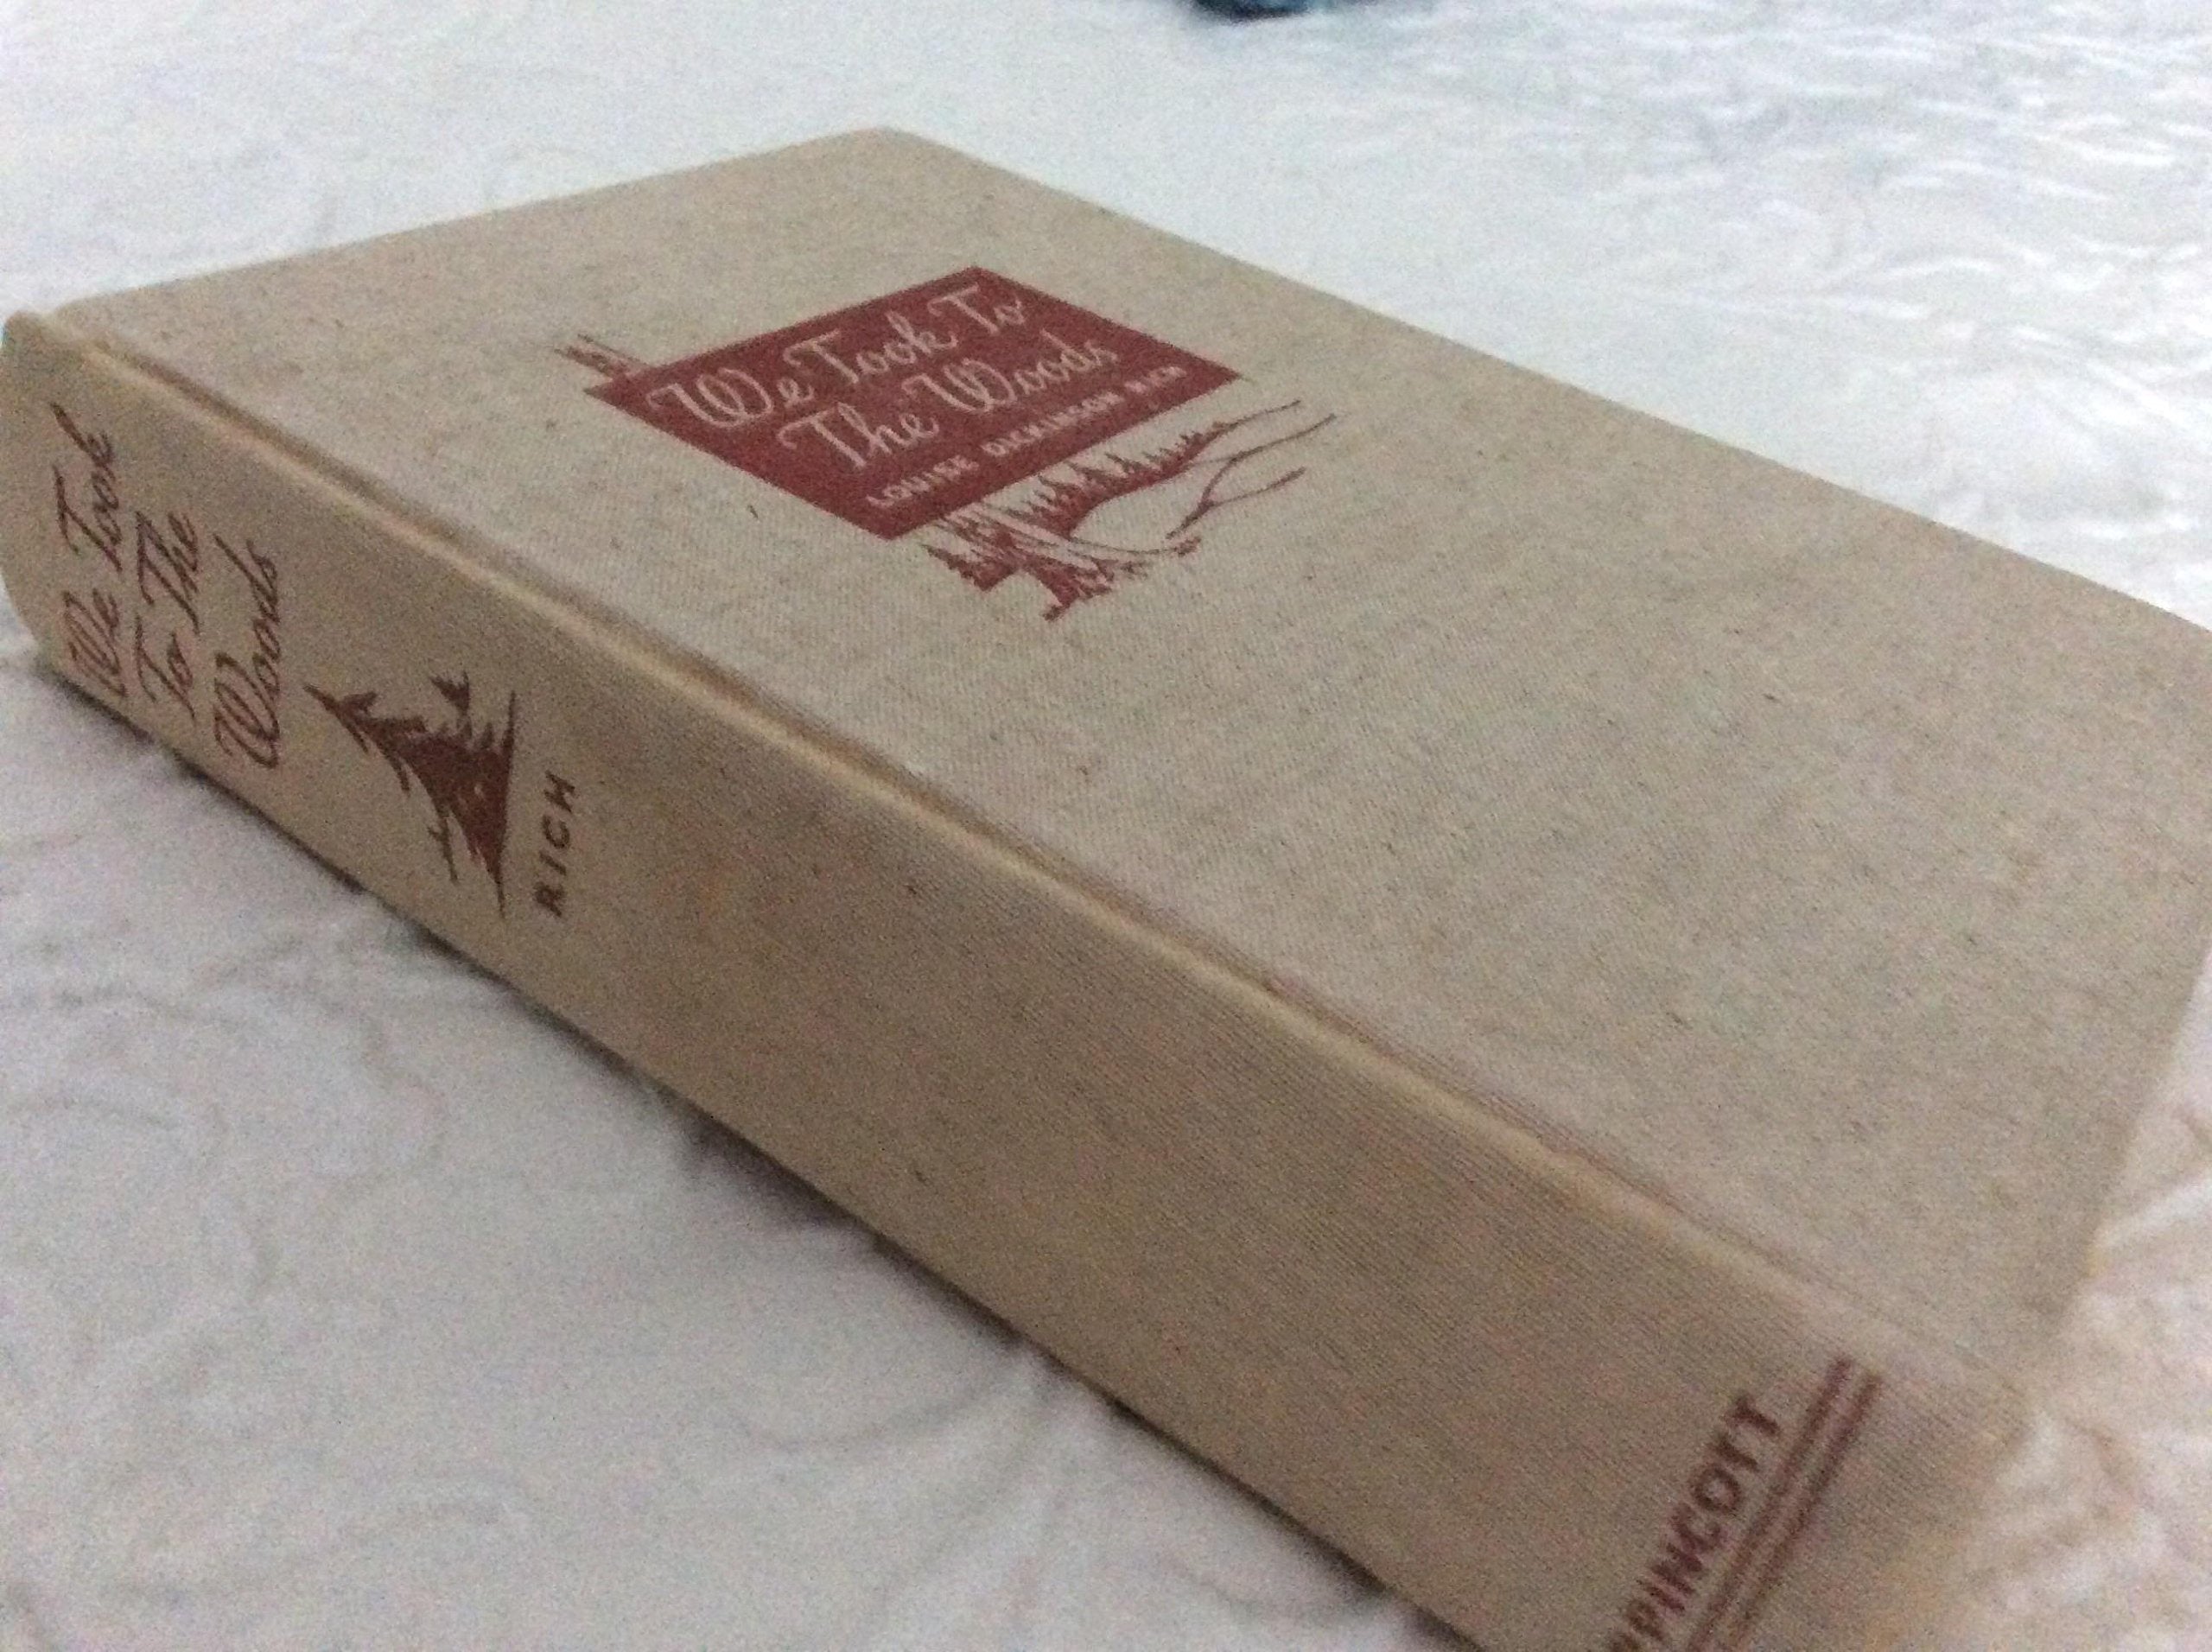 We Took To
The Woods
LOUISE DICKINSON RICH
We Took
To The
Woods
RICH
PPINCOTT